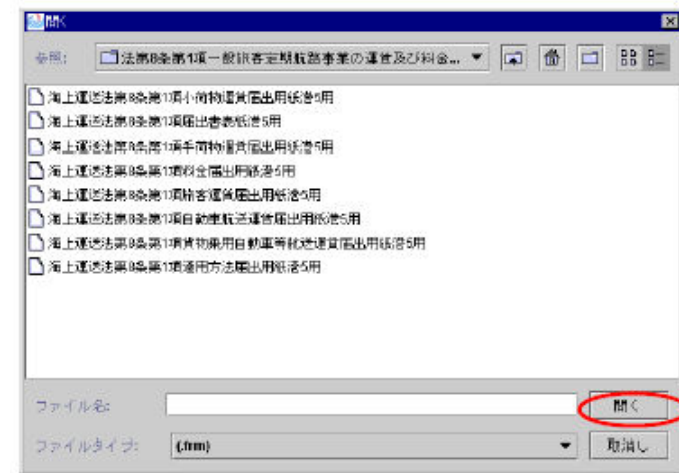 開く
参照:
法第8条第1項一般旅客定期航路事業の運賃及び料金...
海上運送法第8条第1項小荷物運賃届出用紙港5用
海上運送法第8条第1項届出書表紙港5用
海上運送法第8条第1項手荷物運賃届出用紙港5用
海上運送法第8条第1項料金届出用紙港5用
海上運送法第8条第1項旅客運賃届出用紙港5用
海上運送法第8条第1項自動車航送運賃届出用紙港5用
海上運送法第8条第1項貨物乗用自動車等航送運賃届出用紙港5用
海上運送法第8条第1項適用方法届出用紙港5用
ファイル名:
開く
ファイルタイプ:
(.frm)
取消し